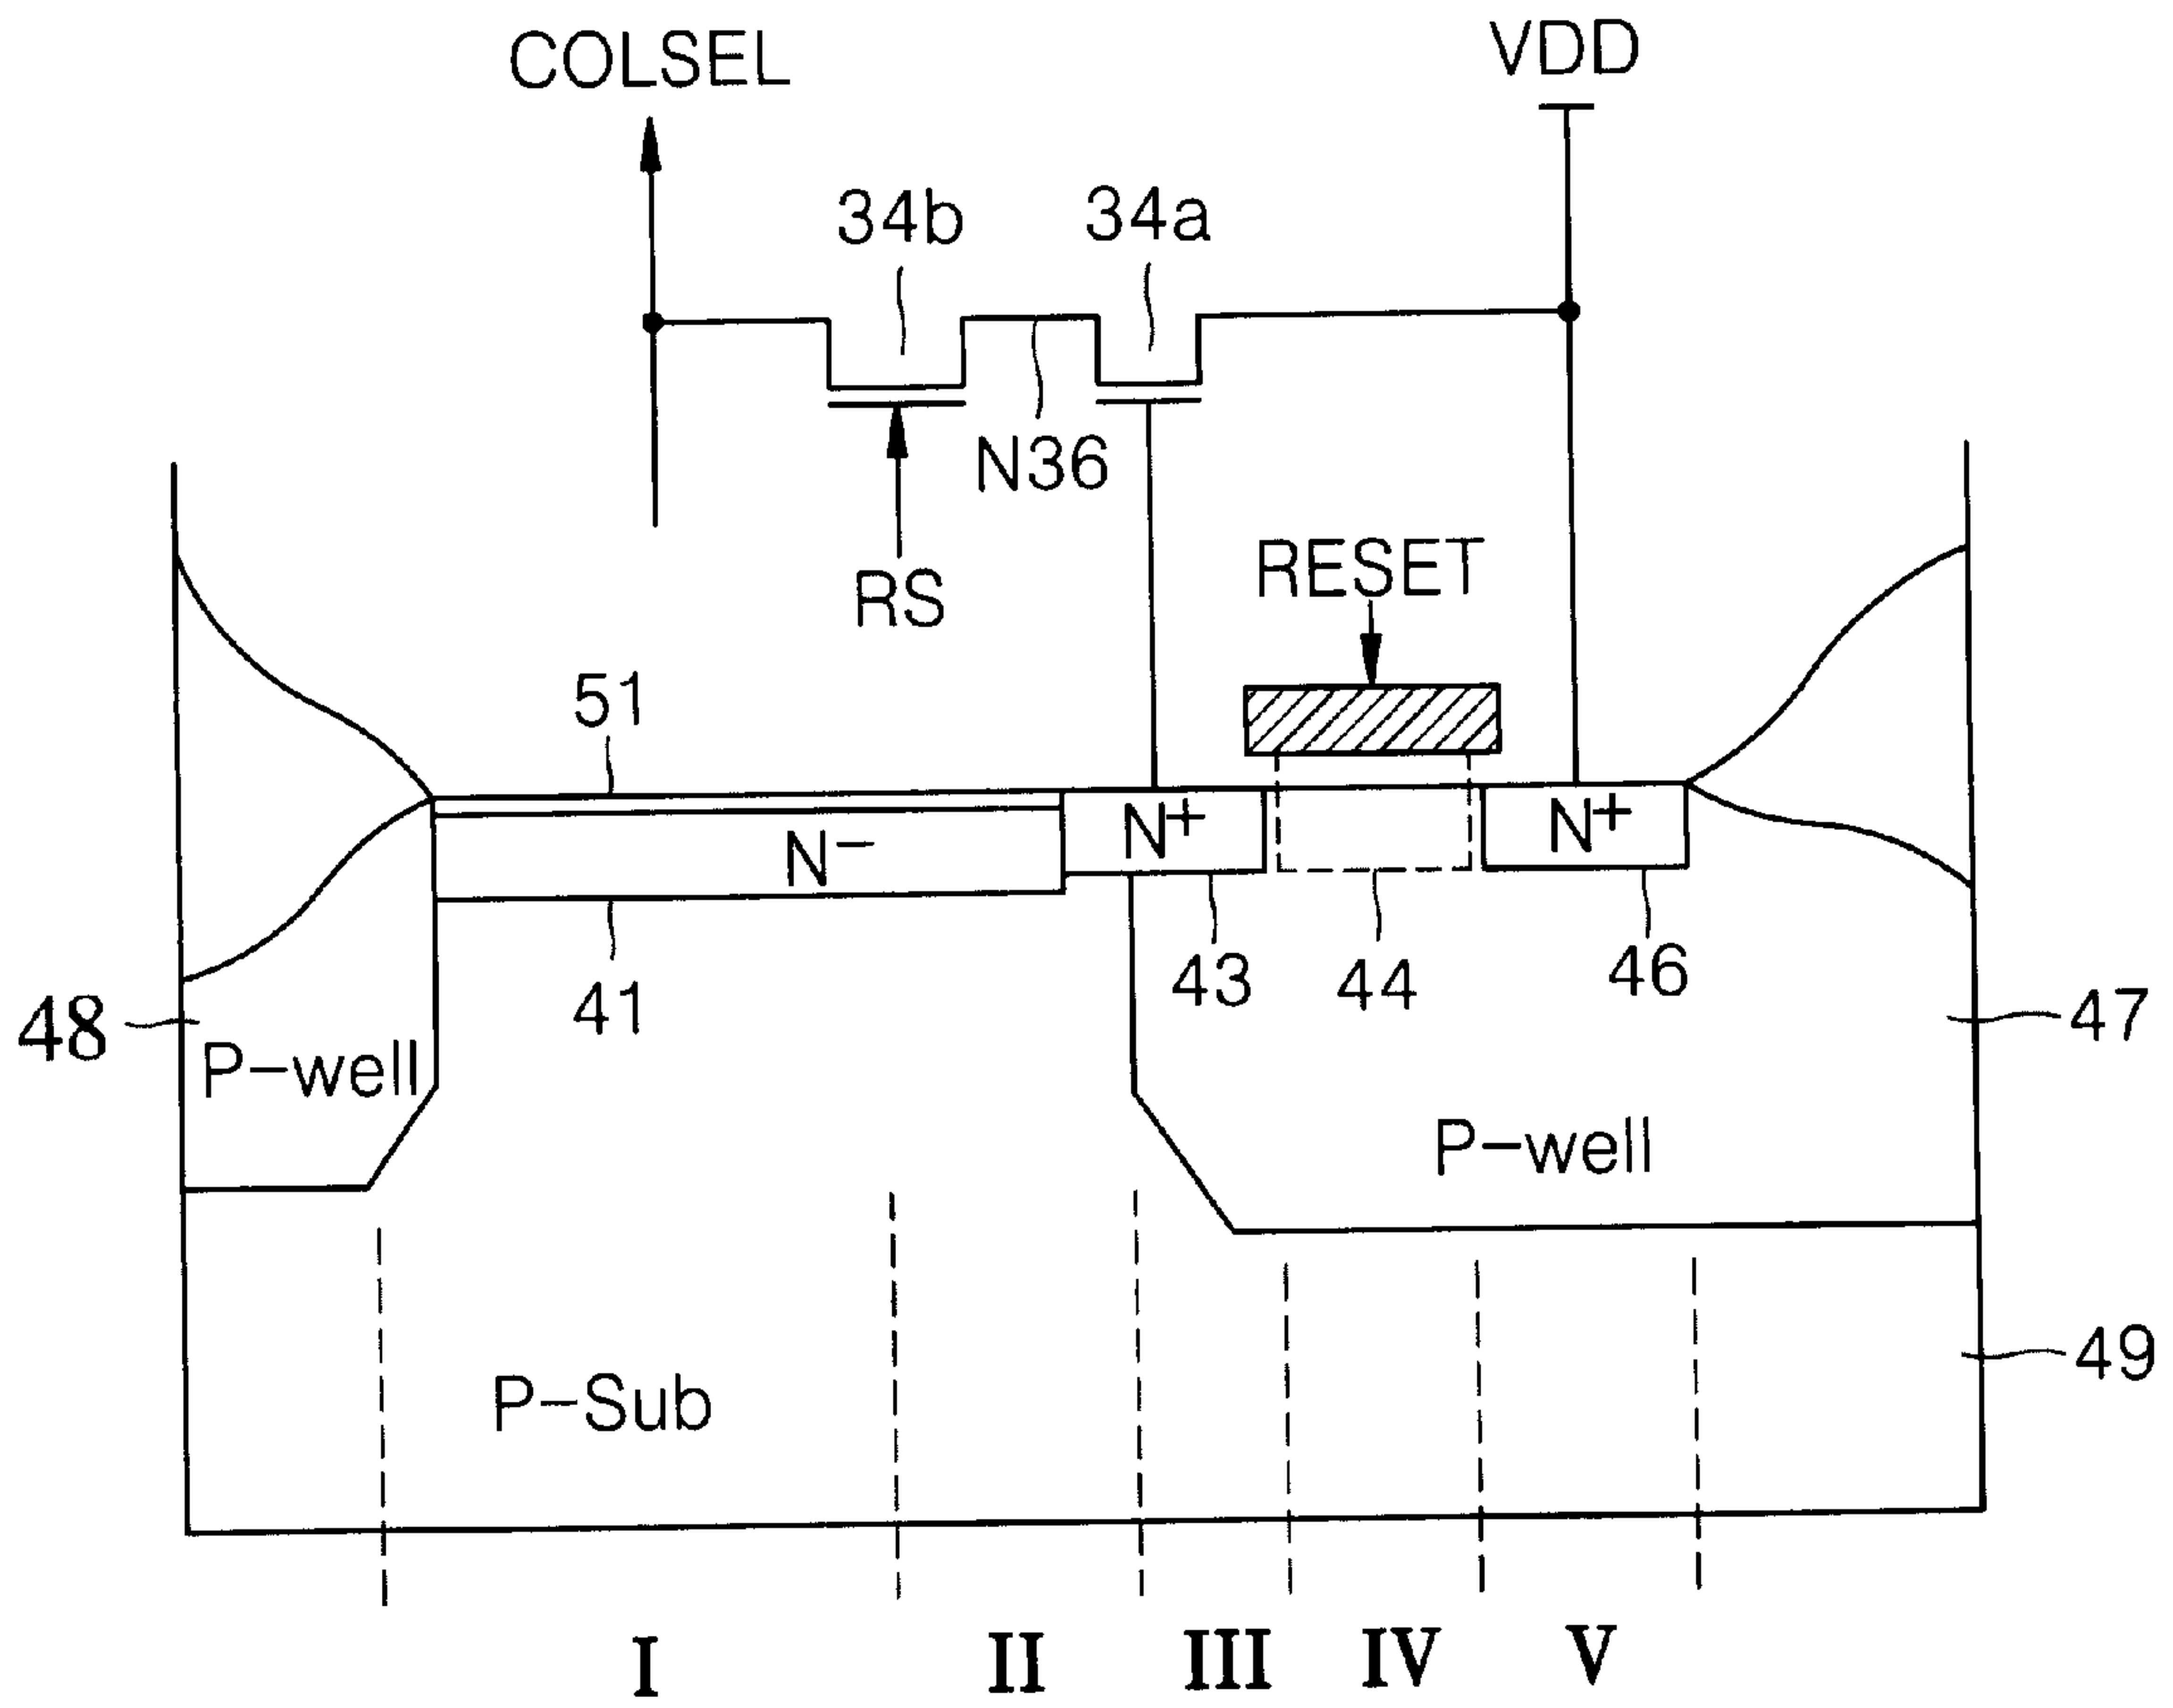 COLSEL
VDD
34b
34a
N36
RS
RESET
51
N–
N+
N+
41
43
44
46
48
47
P–well
P–well
49
P–Sub
I
II
III
IV
V